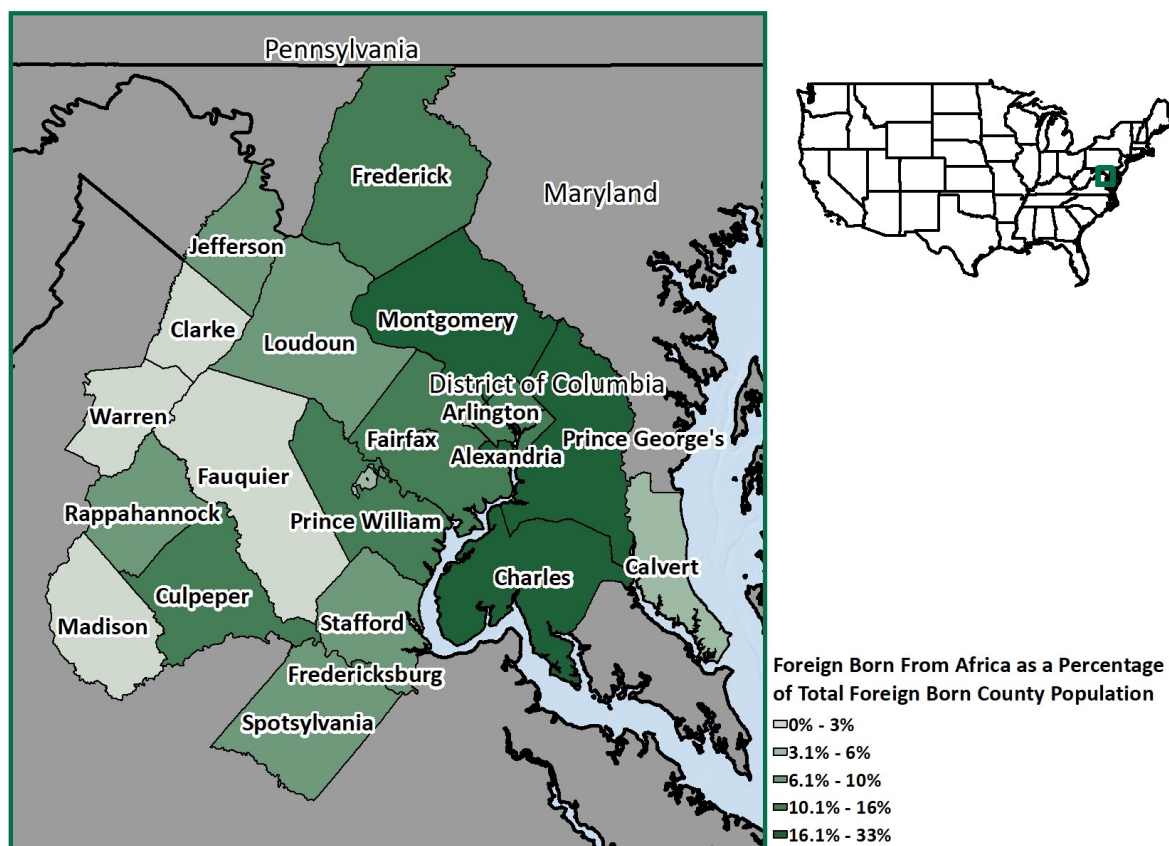 Pennsylvania
Frederick
Maryland
Jefferson
Clarke
Loudoun
Montgomery
District of Columbia
Arlington
Warren
Fairfax
Prince George's
Alexandria
Fauquier
Rappahannock
Prince William
Calvert
Charles
Culpeper
Madison
Stafford
Fredericksburg
Spotsylvania
Foreign Born From Africa as a Percentage
of Total Foreign Born County Population
0% - 3%
3.1% - 6%
6.1% - 10%
10.1% - 16%
16.1% - 33%